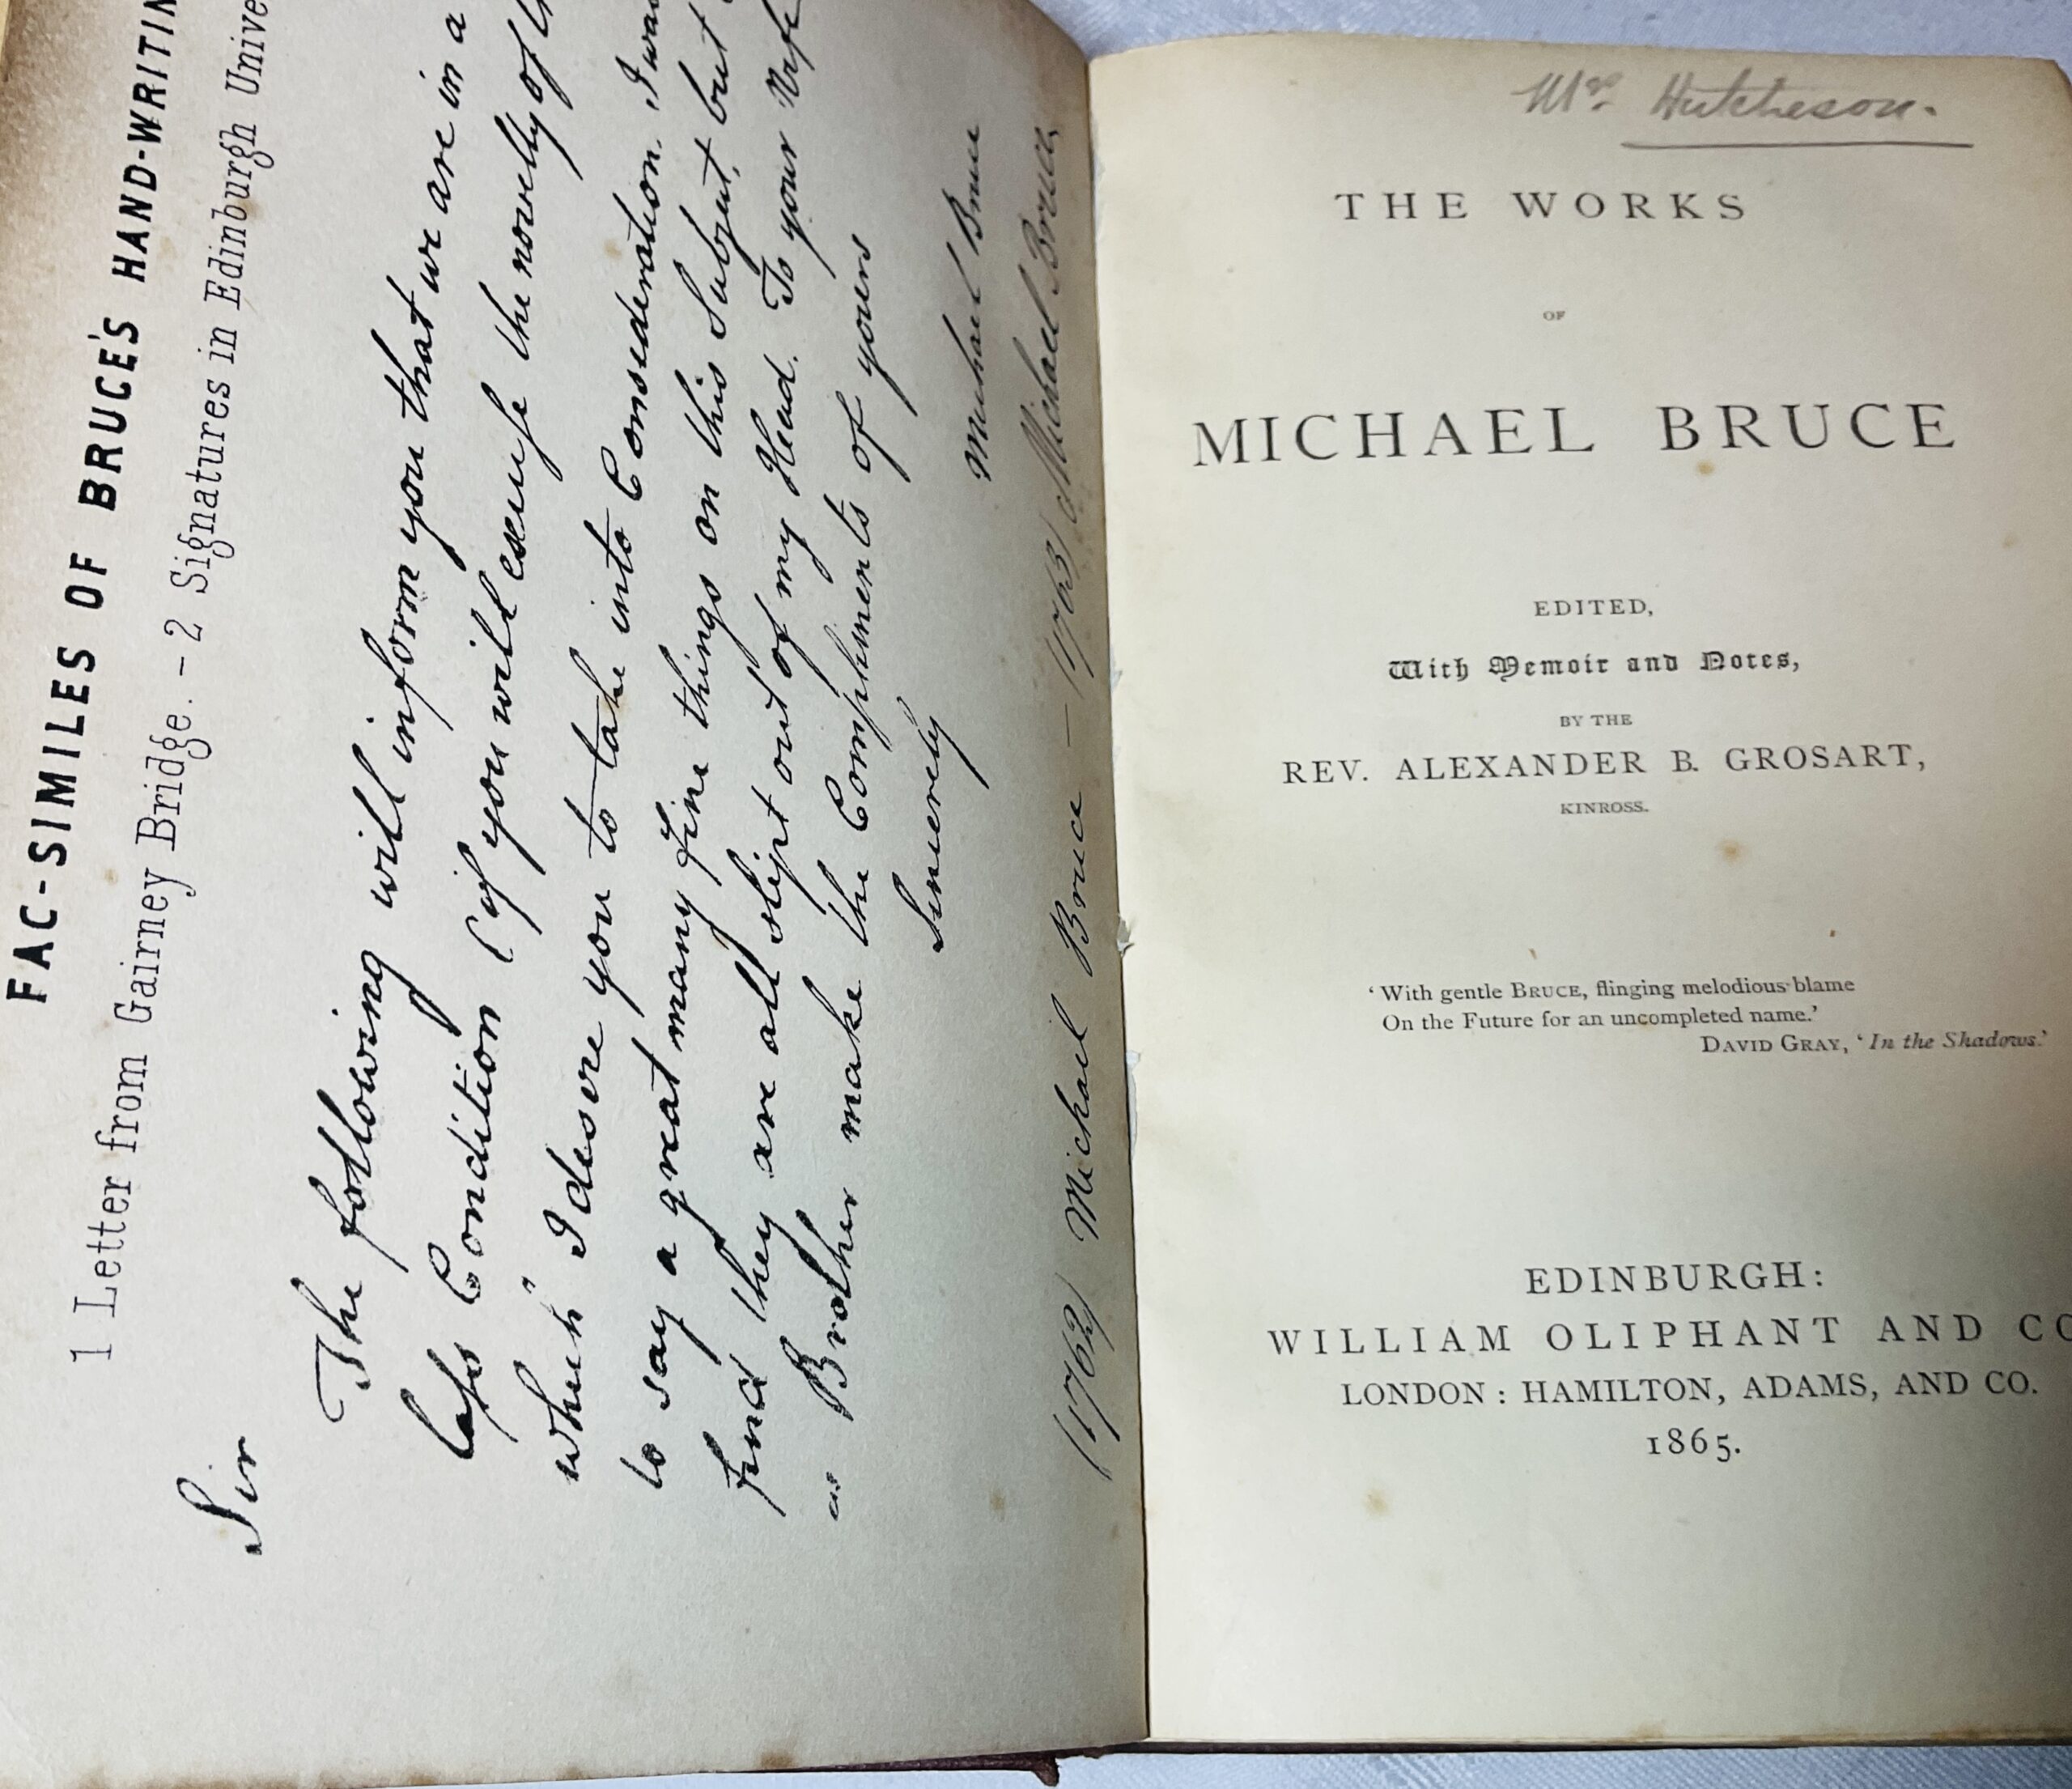 FAC-SIMILES OF BRUCE'S HAND-WRITIN
1 Letter from Gairney Bridge. - 2 Signatures in Edinburgh Unive
Sir
The following will inform you that we are in a
lass Condition (if you will excuse the novelty of th
which" I desire you to take into Consederation. I wa
to say a great many fine things on this Subject, but
find they are all slipt out of my Head. To your Wife
as Brother make the Compliments of yours
Sincerely
Michael Bruce
(1762) Michael Bruce — (1763) Michael Bruce
Mrs. Hutcheson.
THE WORKS
OF
MICHAEL BRUCE
EDITED,
With Memoir and Notes,
BY THE
REV. ALEXANDER B. GROSART,
KINROSS.
‘With gentle BRUCE, flinging melodious blame
On the Future for an uncompleted name.’
DAVID GRAY, ‘In the Shadows.’
EDINBURGH:
WILLIAM OLIPHANT AND CO
LONDON: HAMILTON, ADAMS, AND CO.
1865.